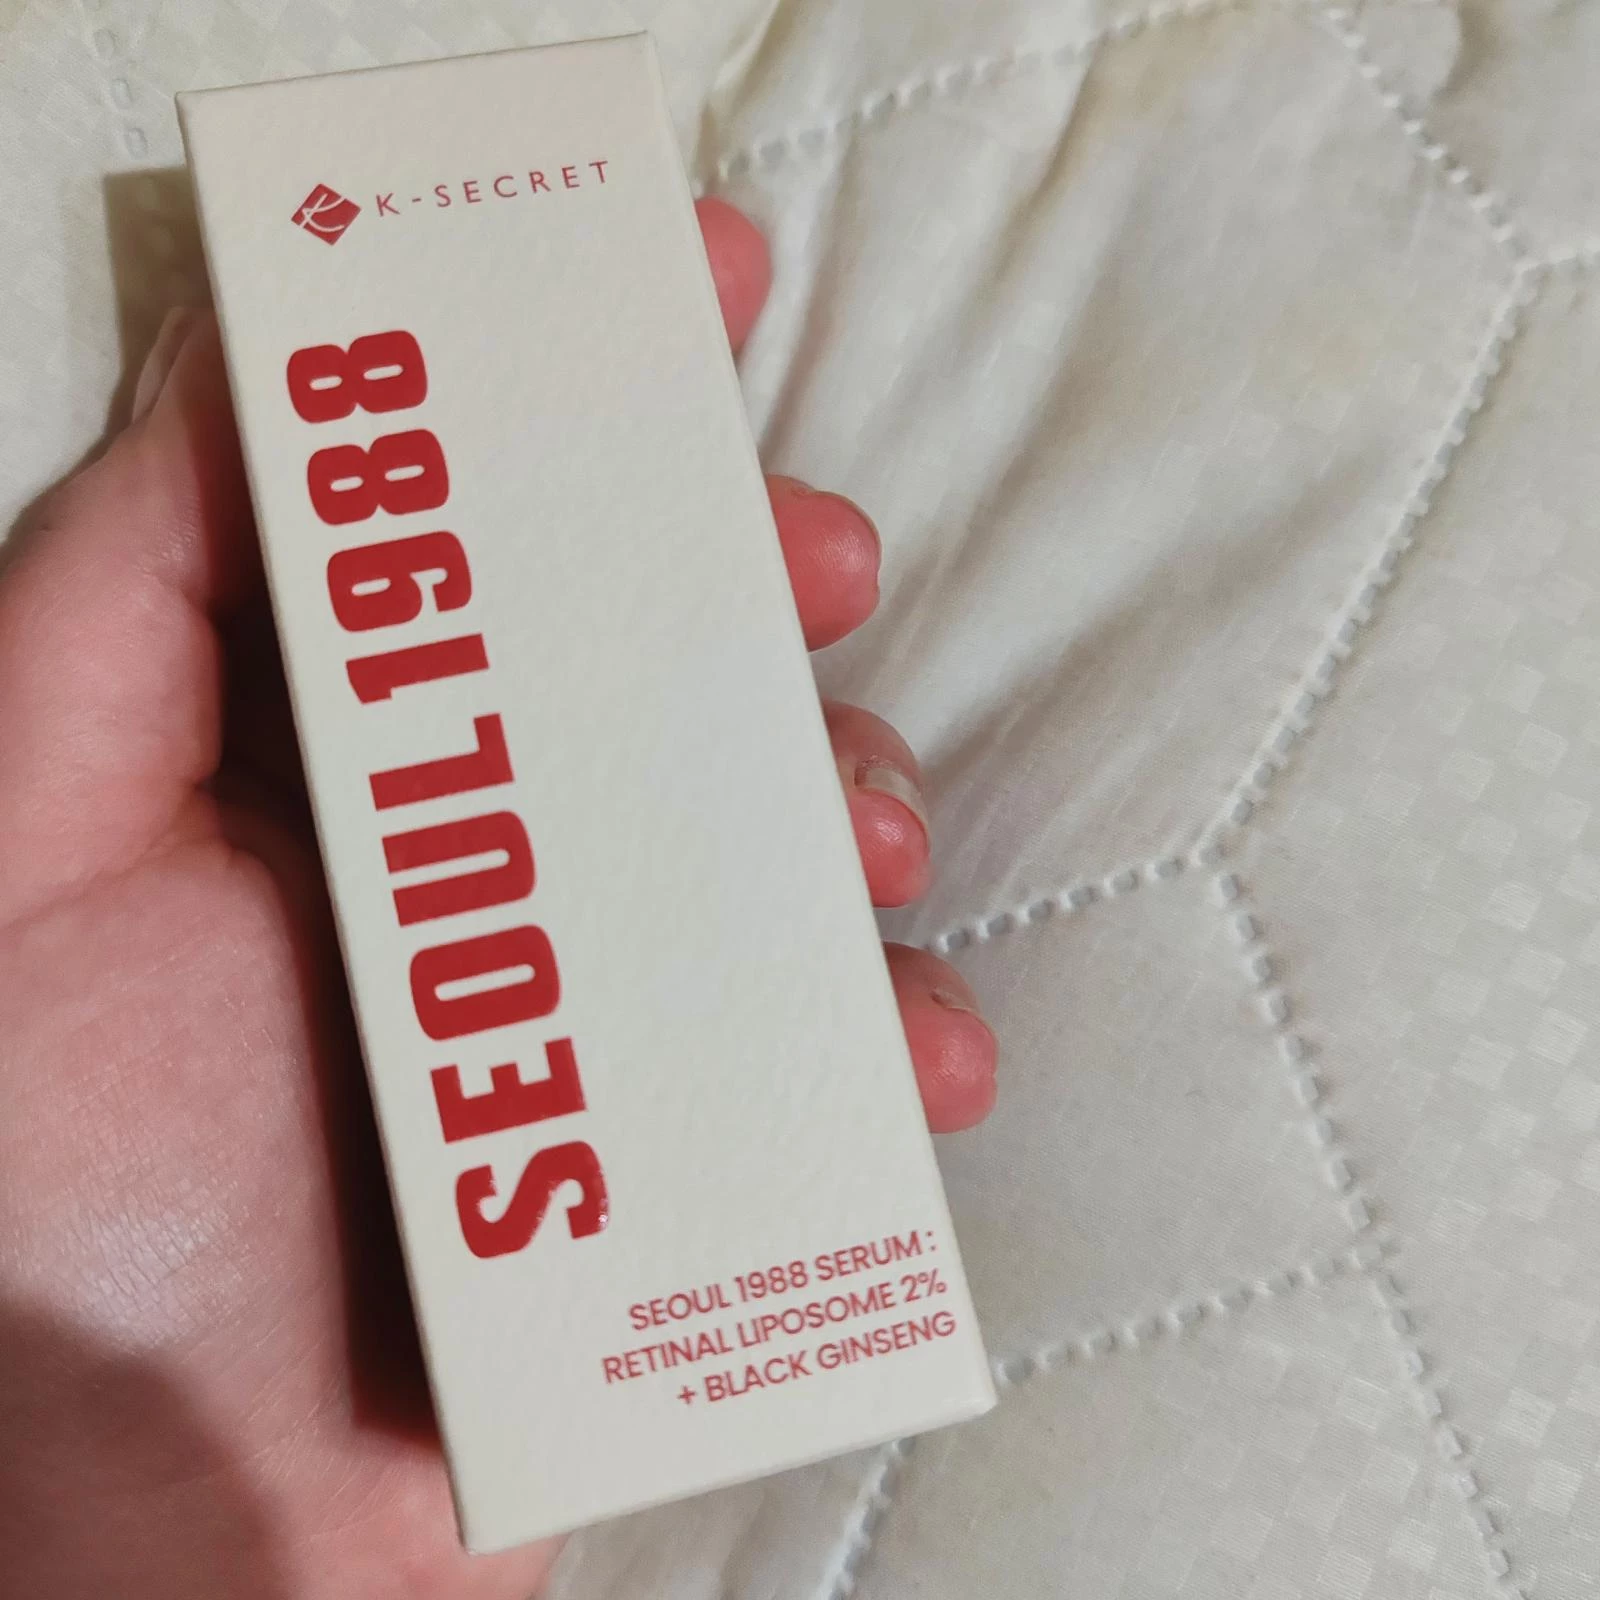 K-SECRET
SEOUL 1988
SEOUL 1988 SERUM :
RETINAL LIPOSOME 2%
+ BLACK GINSENG